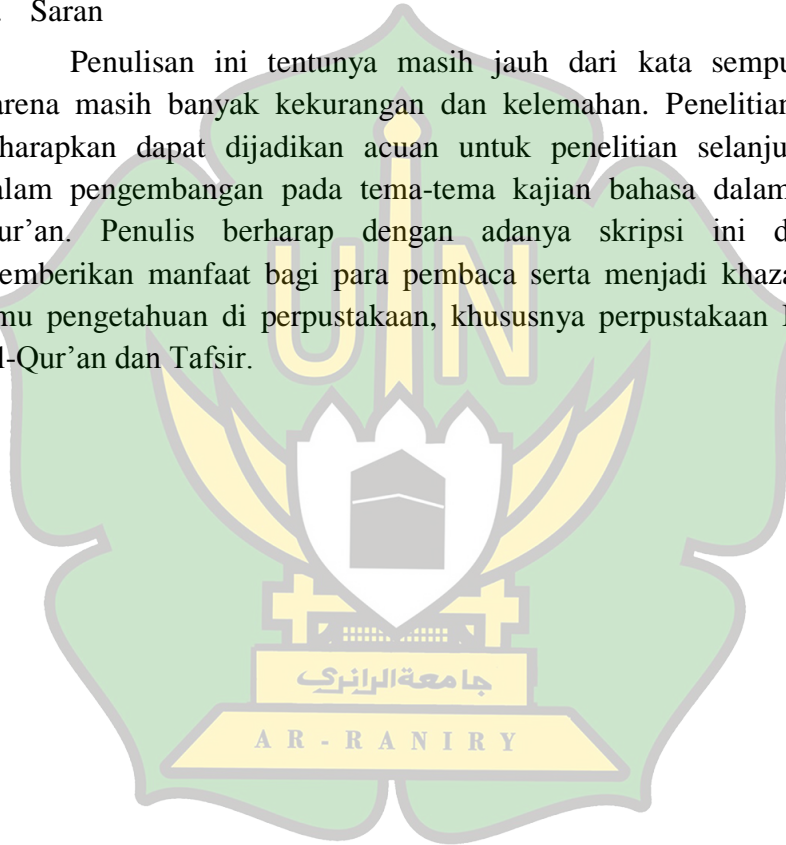 . Saran
Penulisan ini tentunya masih jauh dari kata sempu
arena masih banyak kekurangan dan kelemahan. Penelitian
harapkan dapat dijadikan acuan untuk penelitian selanju
alam pengembangan pada tema-tema kajian bahasa dalam
ur’an. Penulis berharap dengan adanya skripsi ini d
emberikan manfaat bagi para pembaca serta menjadi khaza
mu pengetahuan di perpustakaan, khususnya perpustakaan I
l-Qur’an dan Tafsir.
UIN
جامعةالرانري
AR-RANIRY